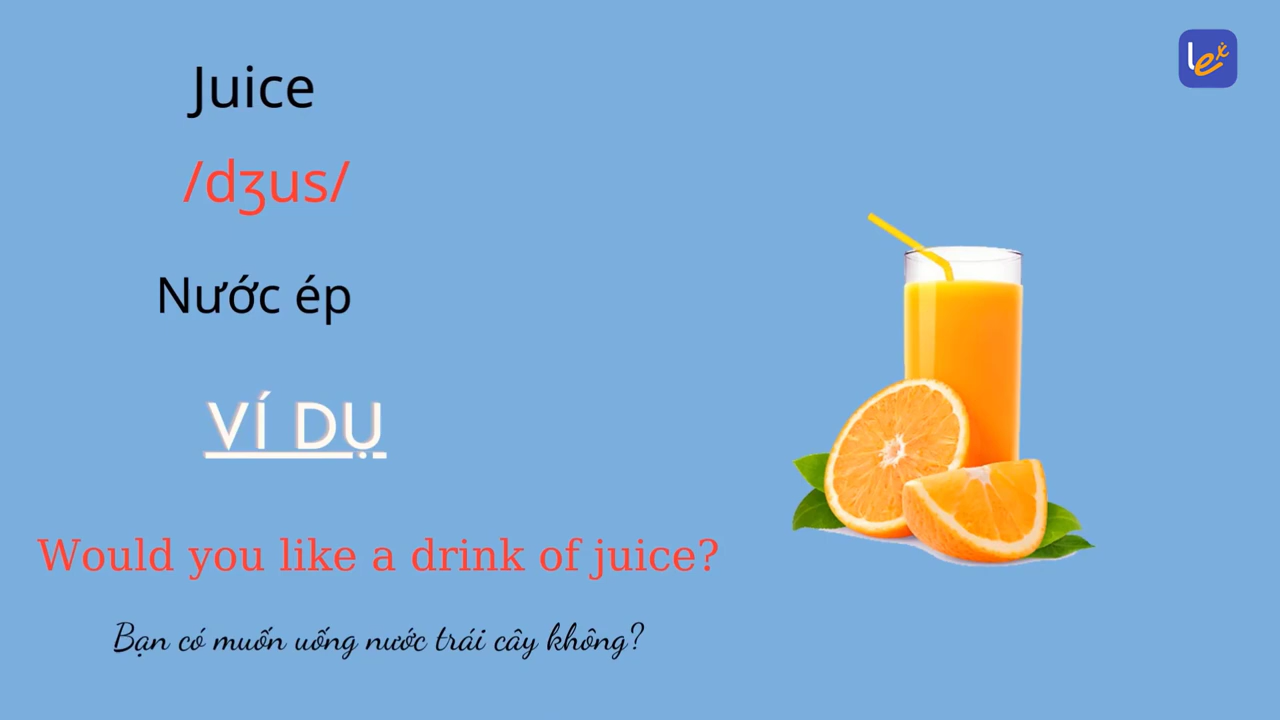 Juice
/dʒus/
Nước ép
VÍ DỤ
Would you like a drink of juice?
Bạn có muốn uống nước trái cây không?